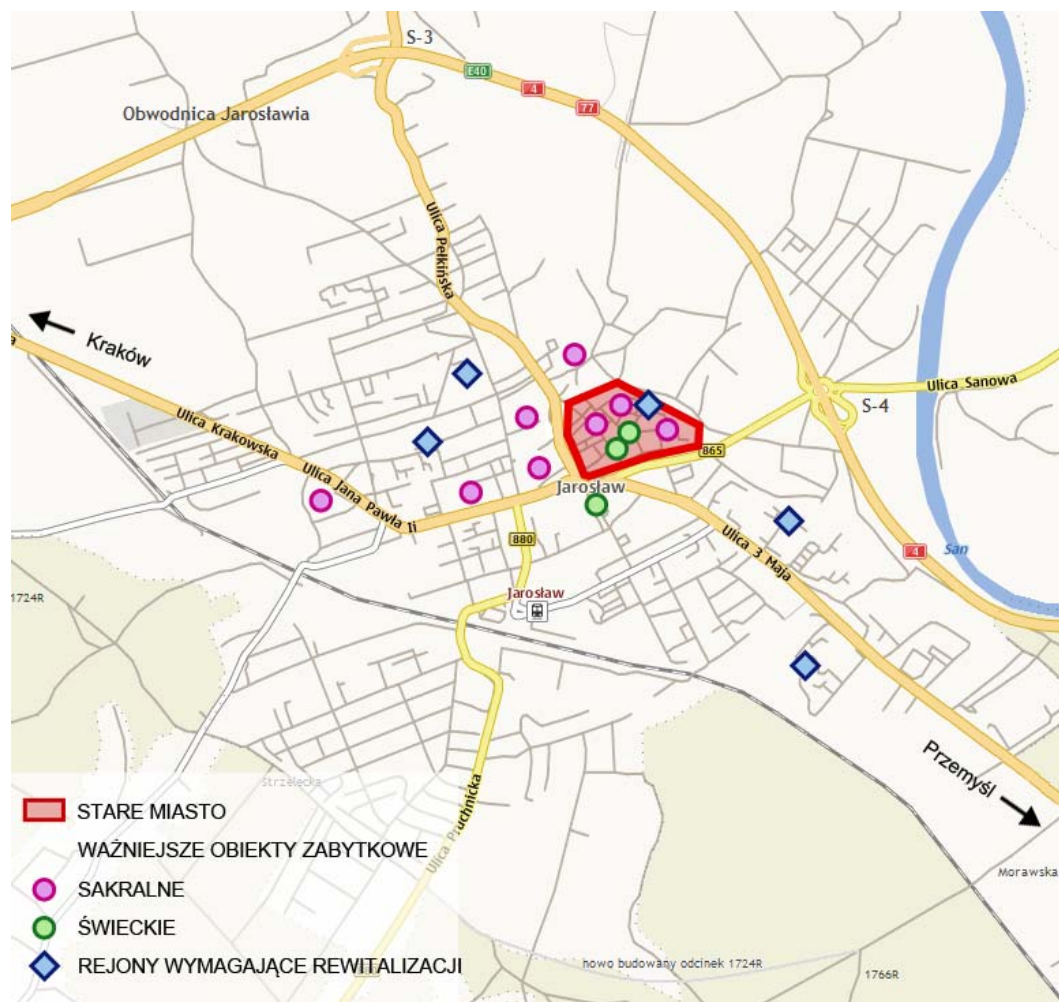 S-3
E40
4
77
Obwodnica Jarosławia
Ulica Pełkińska
Kraków
Ulica Sanowa
S-4
Ulica Krakowska
865
Ulica Jana Pawła Ii
Jarosław
880
Ulica 3 Maja
San
4
1724R
Jarosław
Przemyśl
Strzelecka
STARE MIASTO
WAŻNIEJSZE OBIEKTY ZABYTKOWE
Ulica Pruchnicka
Morawska
SAKRALNE
ŚWIECKIE
REJONY WYMAGAJĄCE REWITALIZACJI
nowo budowany odcinek 1724R
1766R